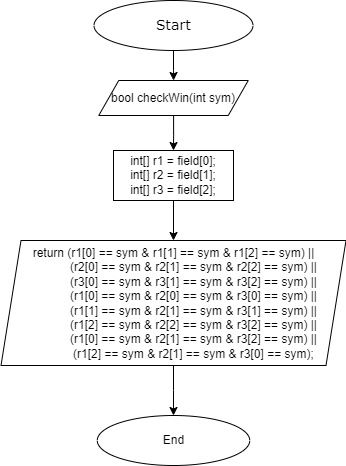 Start
bool checkWin(int sym)
int[] r1 = field[0];
int[] r2 = field[1];
int[] r3 = field[2];
return (r1[0] == sym & r1[1] == sym & r1[2] == sym) ||
(r2[0] == sym & r2[1] == sym & r2[2] == sym) ||
(r3[0] == sym & r3[1] == sym & r3[2] == sym) ||
(r1[0] == sym & r2[0] == sym & r3[0] == sym) ||
(r1[1] == sym & r2[1] == sym & r3[1] == sym) ||
(r1[2] == sym & r2[2] == sym & r3[2] == sym) ||
(r1[0] == sym & r2[1] == sym & r3[2] == sym) ||
(r1[2] == sym & r2[1] == sym & r3[0] == sym);
End